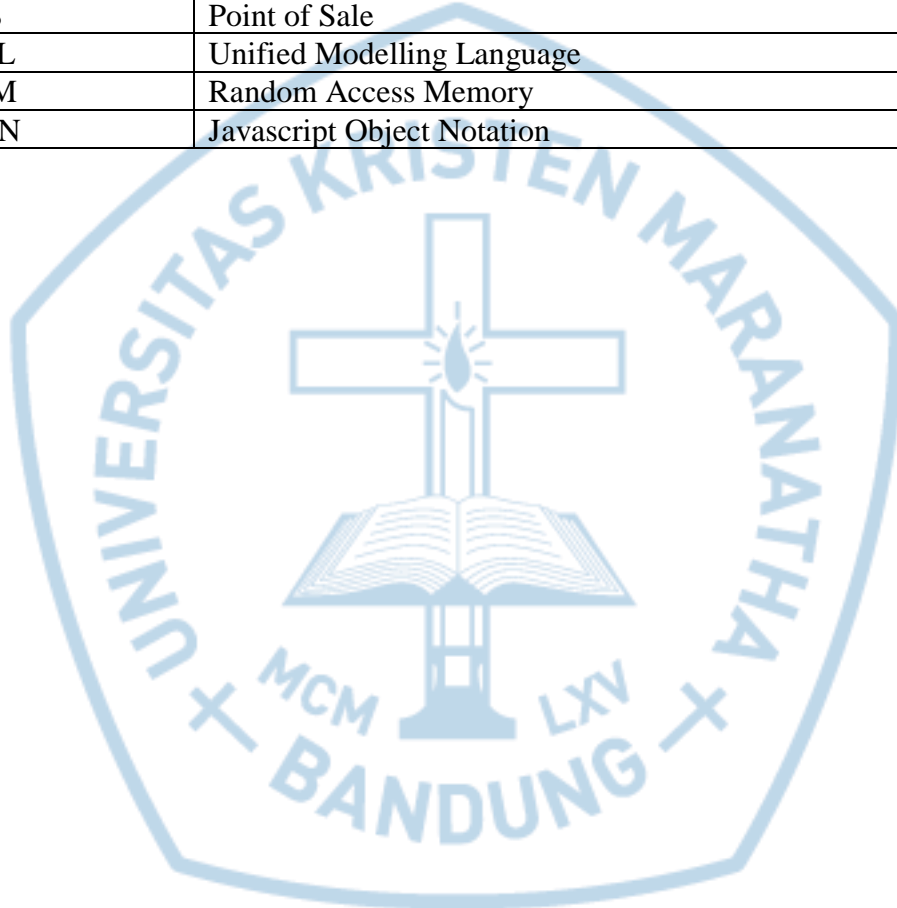 Point of Sale
L Unified Modelling Language
Random Access Memory
N Javascript Object Notation
UNIVERSITAS KRISTEN MARANATHA
MCM LXV
BANDUNG